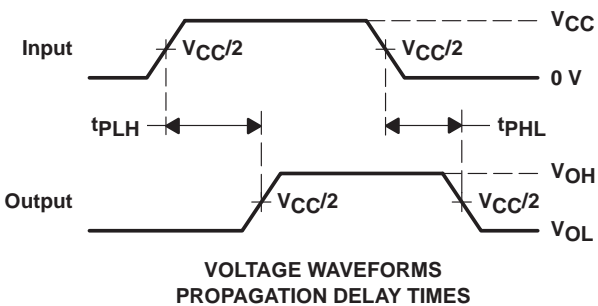 VCC
Input
VCC/2
VCC/2
0 V
tPLH
tPHL
VOH
Output
VCC/2
VCC/2
VOL
VOLTAGE WAVEFORMS
PROPAGATION DELAY TIMES